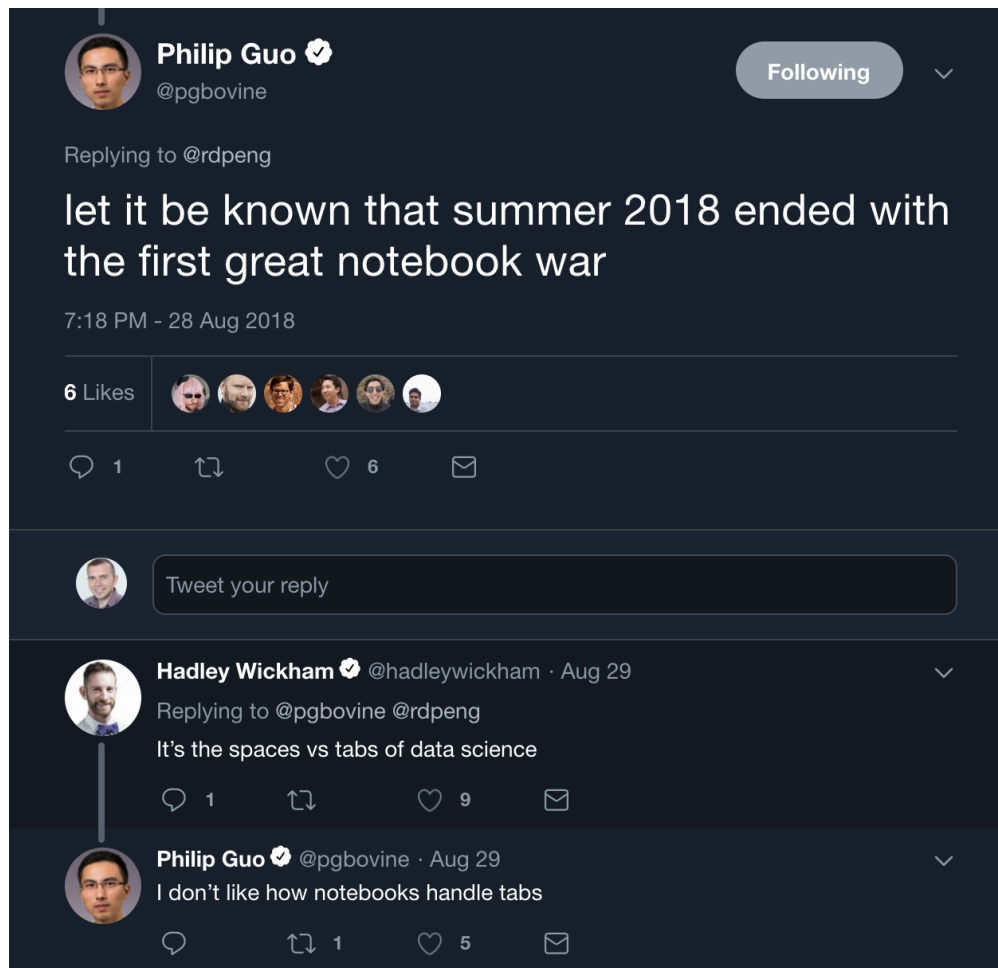 Philip Guo
@pgbovine
Following
Replying to @rdpeng
let it be known that summer 2018 ended with
the first great notebook war
7:18 PM - 28 Aug 2018
6 Likes
1
6
Tweet your reply
Hadley Wickham @hadleywickham · Aug 29
Replying to @pgbovine @rdpeng
It’s the spaces vs tabs of data science
1
9
Philip Guo @pgbovine · Aug 29
I don’t like how notebooks handle tabs
1
5